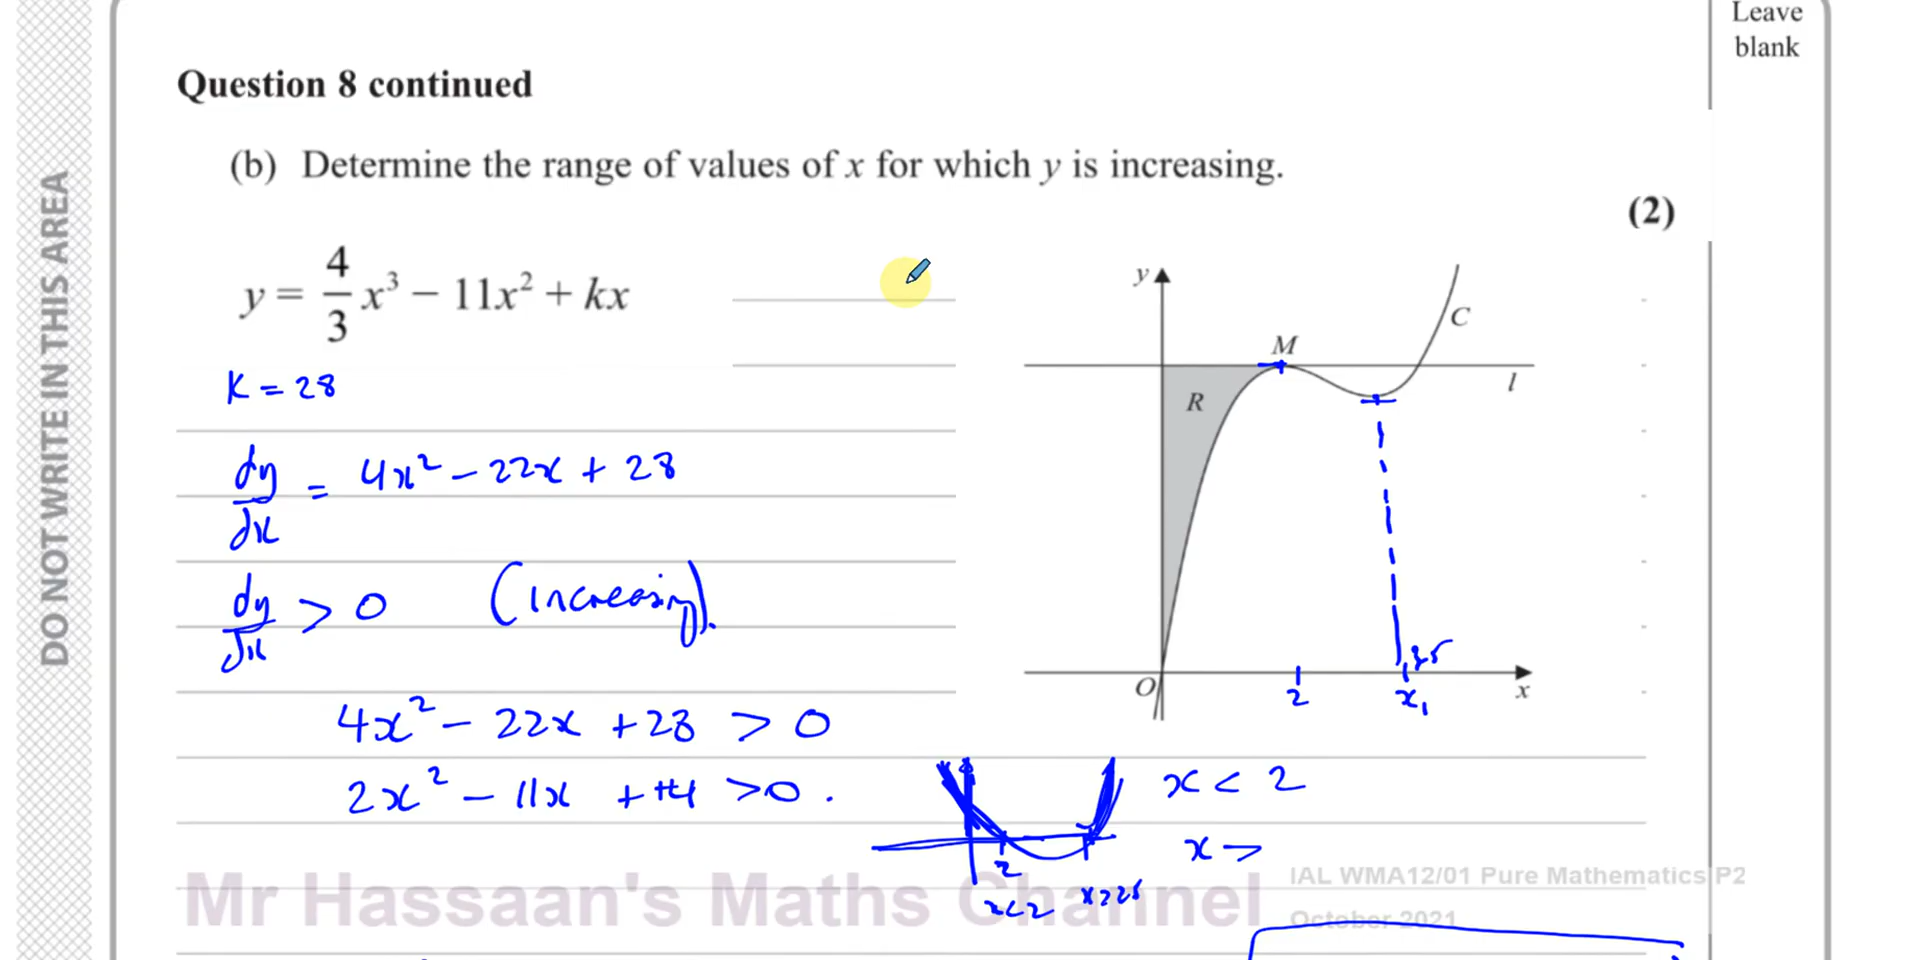 Leave
blank
Question 8 continued
(b) Determine the range of values of x for which y is increasing.
(2)
y = 4/3 x³ − 11x² + kx
K = 28
dy/dx = 4x² − 22x + 28
dy/dx > 0 (increasing).
4x² − 22x + 28 > 0
2x² − 11x + 14 > 0.
y
M
C
l
R
O
2
x₁
x
2
x<2
x < 2
x >
DO NOT WRITE IN THIS AREA
Mr Hassaan's Maths Channel
IAL WMA12/01 Pure Mathematics P2
October 2021